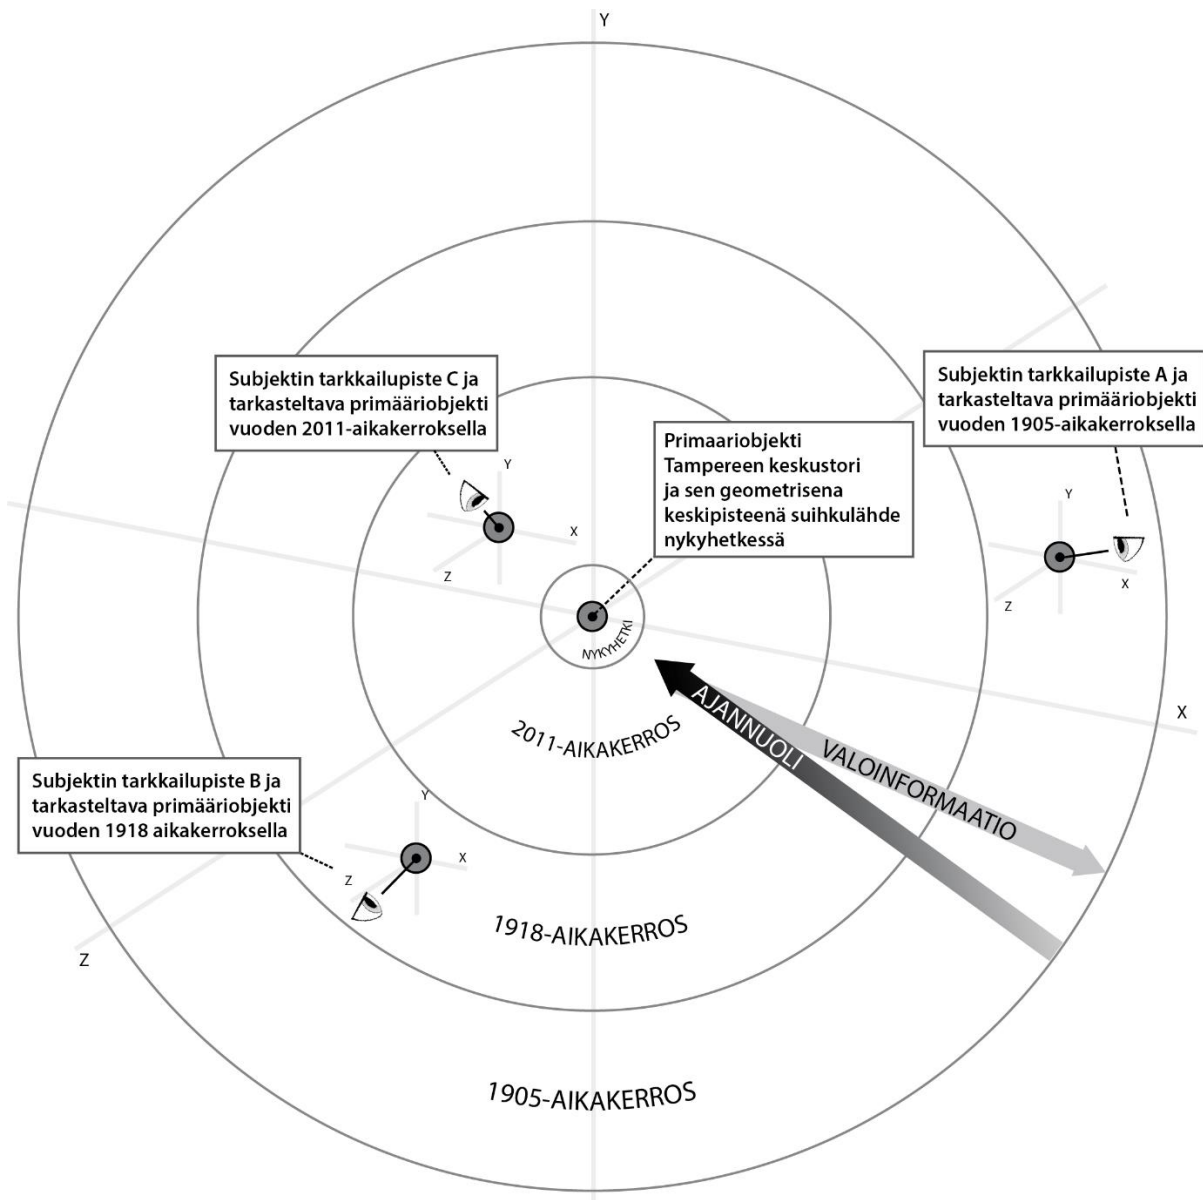 Y
Subjektin tarkkailupiste C ja
tarkasteltava primääriobjekti
vuoden 2011-aikakerroksella
Subjektin tarkkailupiste A ja
tarkasteltava primääriobjekti
vuoden 1905-aikakerroksella
Primaariobjekti
Tampereen keskustori
ja sen geometrisena
keskipisteenä suihkulähde
nykyhetkessä
Y
X
Z
Y
X
Z
NYKYHETKI
X
AJANNUOLI
VALOINFORMAATIO
2011-AIKAKERROS
Subjektin tarkkailupiste B ja
tarkasteltava primääriobjekti
vuoden 1918 aikakerroksella
Y
X
Z
1918-AIKAKERROS
Z
1905-AIKAKERROS